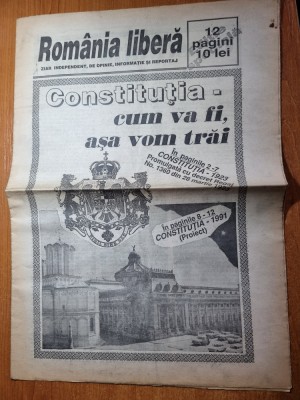 România liberă
ZIAR INDEPENDENT, DE OPINIE, INFORMAȚIE ȘI REPORTAJ
12
pagini
10 lei
Constituția -
cum va fi,
așa vom trăi
În paginile 2-7
CONSTITUȚIA - 1923
Promulgată cu decret regal
No. 1360 din 28 martie 1923
În paginile 8 - 12
CONSTITUȚIA - 1991
(Proiect)